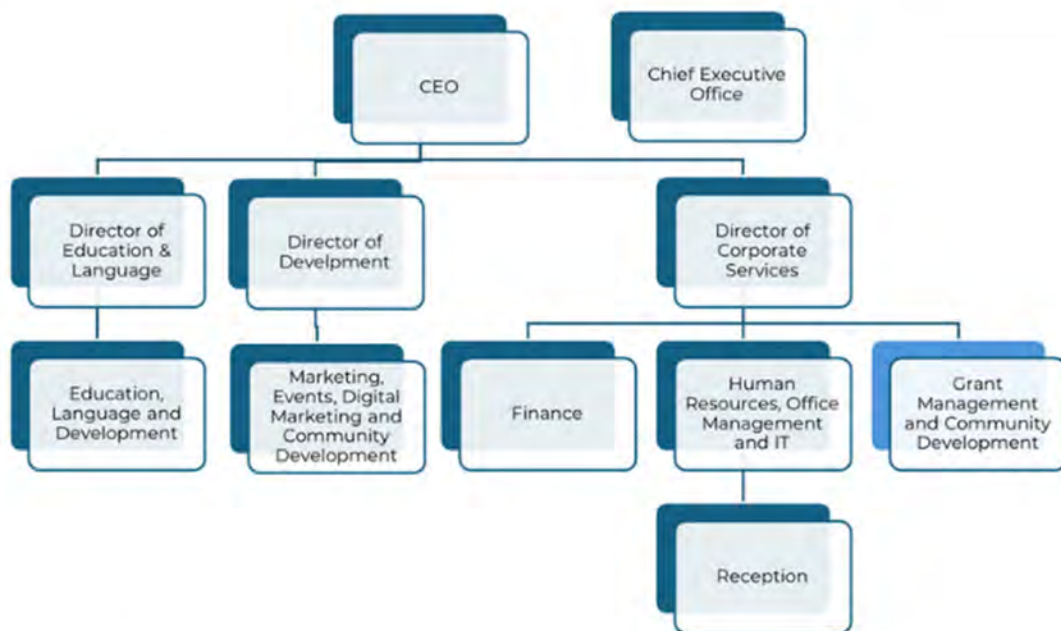 CEO
Chief Executive
Office
Director of
Education &
Language
Director of
Develpment
Director of
Corporate
Services
Education,
Language and
Development
Marketing,
Events, Digital
Marketing and
Community
Development
Finance
Human
Resources, Office
Management
and IT
Grant
Management
and Community
Development
Reception